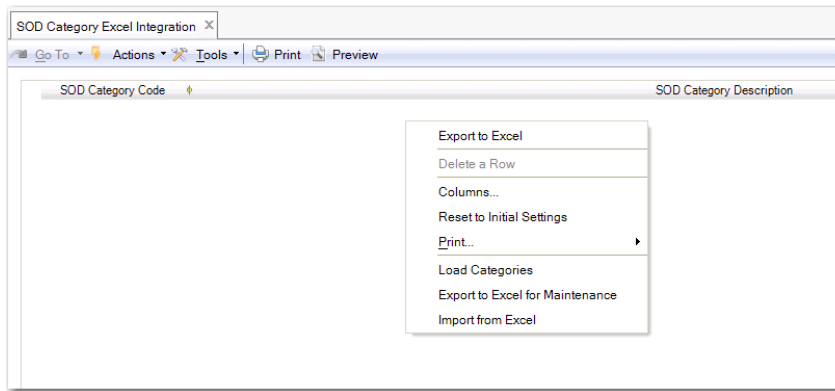 SOD Category Excel Integration X
Go To Actions Tools Print Preview
SOD Category Code SOD Category Description
Export to Excel
Delete a Row
Columns...
Reset to Initial Settings
Print...
Load Categories
Export to Excel for Maintenance
Import from Excel